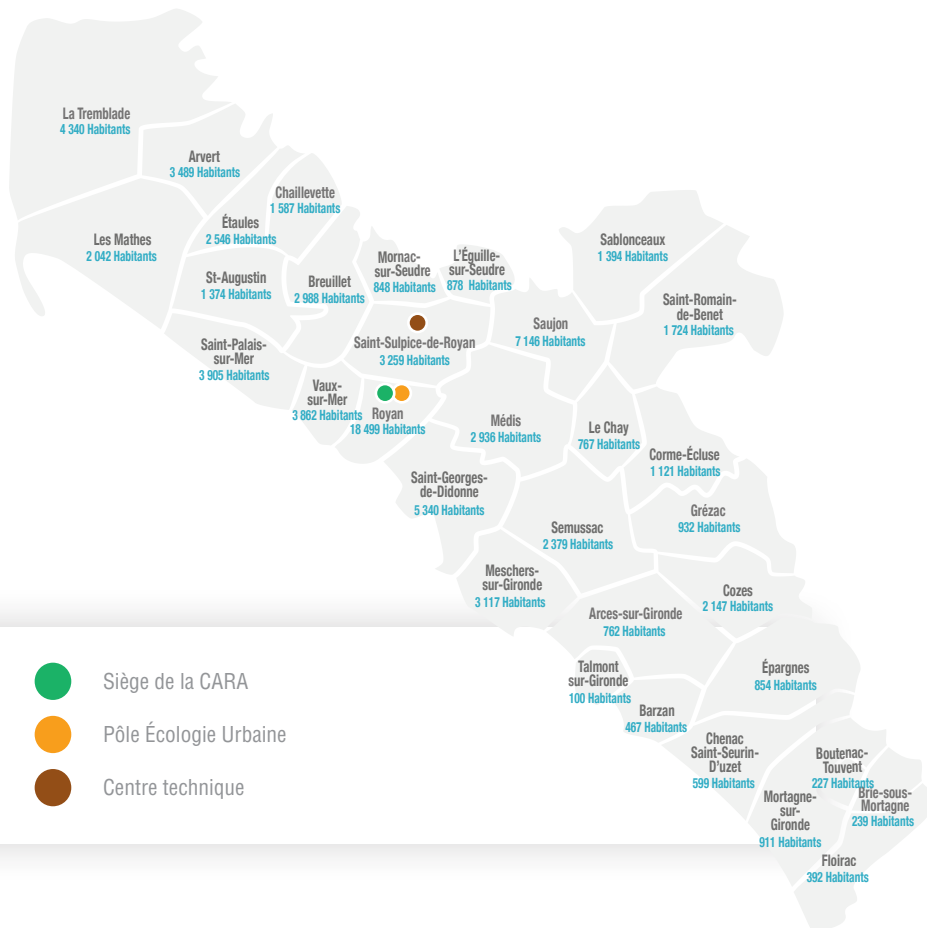 La Tremblade
4 340 Habitants
Arvert
3 489 Habitants
Chaillevette
1 587 Habitants
Étaules
2 546 Habitants
Les Mathes
2 042 Habitants
St-Augustin
1 374 Habitants
Breuillet
2 988 Habitants
Mornac-
sur-Seudre
848 Habitants
L'Éguille-
sur-Seudre
878 Habitants
Sablonceaux
1 394 Habitants
Saint-Romain-
de-Benet
1 724 Habitants
Saujon
7 146 Habitants
Saint-Sulpice-de-Royan
3 259 Habitants
Saint-Palais-
sur-Mer
3 905 Habitants
Vaux-
sur-Mer
3 862 Habitants
Royan
18 499 Habitants
Médis
2 936 Habitants
Le Chay
767 Habitants
Corme-Écluse
1 121 Habitants
Saint-Georges-
de-Didonne
5 340 Habitants
Grézac
932 Habitants
Semussac
2 379 Habitants
Meschers-
sur-Gironde
3 117 Habitants
Cozes
2 147 Habitants
Arces-sur-Gironde
762 Habitants
Talmont
sur-Gironde
100 Habitants
Épargnes
854 Habitants
Barzan
467 Habitants
Chenac
Saint-Seurin-
D'uzet
599 Habitants
Boutenac-
Touvent
227 Habitants
Brie-sous-
Mortagne
239 Habitants
Mortagne-
sur-
Gironde
911 Habitants
Floirac
392 Habitants
Siège de la CARA
Pôle Écologie Urbaine
Centre technique